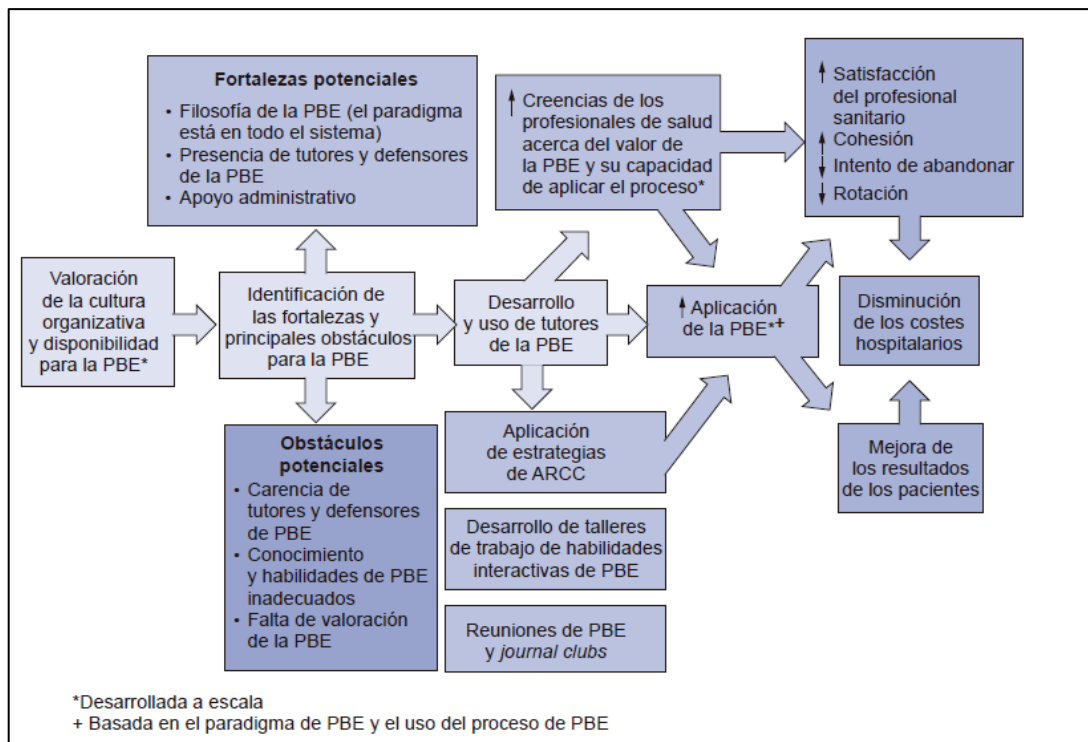 Fortalezas potenciales
• Filosofía de la PBE (el paradigma
está en todo el sistema)
• Presencia de tutores y defensores
de la PBE
• Apoyo administrativo
↑ Creencias de los
profesionales de salud
acerca del valor de
la PBE y su capacidad
de aplicar el proceso*
↑ Satisfacción
del profesional
sanitario
↑ Cohesión
↓ Intento de abandonar
↓ Rotación
Valoración
de la cultura
organizativa
y disponibilidad
para la PBE*
Identificación de
las fortalezas y
principales obstáculos
para la PBE
Desarrollo
y uso de tutores
de la PBE
↑ Aplicación
de la PBE*+
Disminución
de los costes
hospitalarios
Obstáculos
potenciales
• Carencia de
tutores y defensores
de PBE
• Conocimiento
y habilidades de PBE
inadecuados
• Falta de valoración
de la PBE
Aplicación
de estrategias
de ARCC
Desarrollo de talleres
de trabajo de habilidades
interactivas de PBE
Reuniones de PBE
y journal clubs
Mejora de
los resultados
de los pacientes
*Desarrollada a escala
+ Basada en el paradigma de PBE y el uso del proceso de PBE